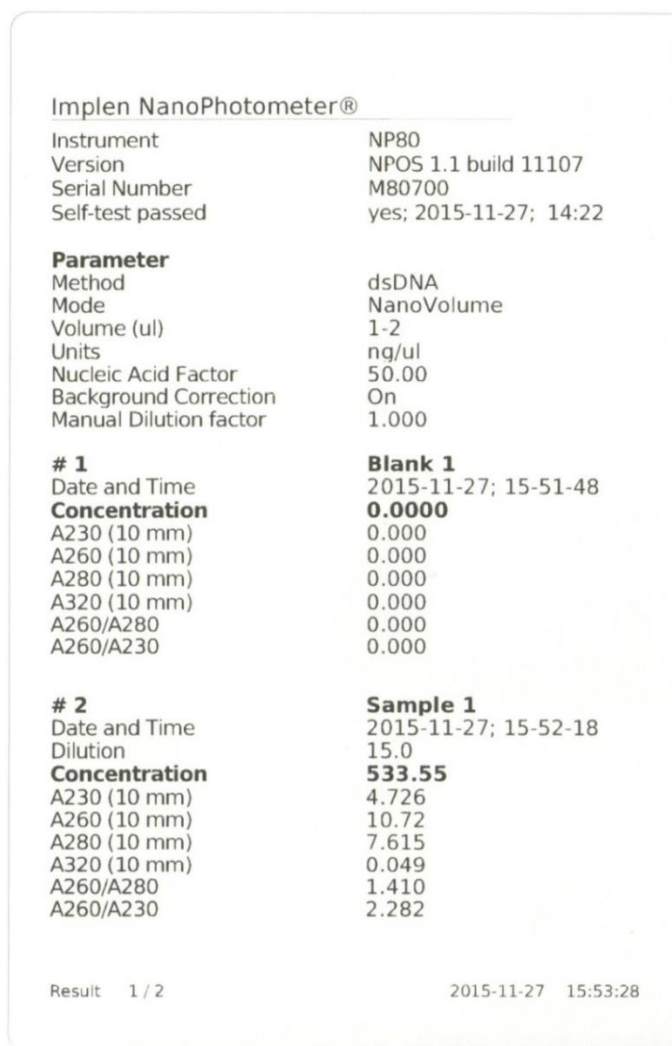 Implen NanoPhotometer®
Instrument NP80
Version NPOS 1.1 build 11107
Serial Number M80700
Self-test passed yes; 2015-11-27; 14:22
Parameter
Method dsDNA
Mode NanoVolume
Volume (ul) 1-2
Units ng/ul
Nucleic Acid Factor 50.00
Background Correction On
Manual Dilution factor 1.000
# 1 Blank 1
Date and Time 2015-11-27; 15-51-48
Concentration 0.0000
A230 (10 mm) 0.000
A260 (10 mm) 0.000
A280 (10 mm) 0.000
A320 (10 mm) 0.000
A260/A280 0.000
A260/A230 0.000
# 2 Sample 1
Date and Time 2015-11-27; 15-52-18
Dilution 15.0
Concentration 533.55
A230 (10 mm) 4.726
A260 (10 mm) 10.72
A280 (10 mm) 7.615
A320 (10 mm) 0.049
A260/A280 1.410
A260/A230 2.282
Result 1 / 2 2015-11-27 15:53:28